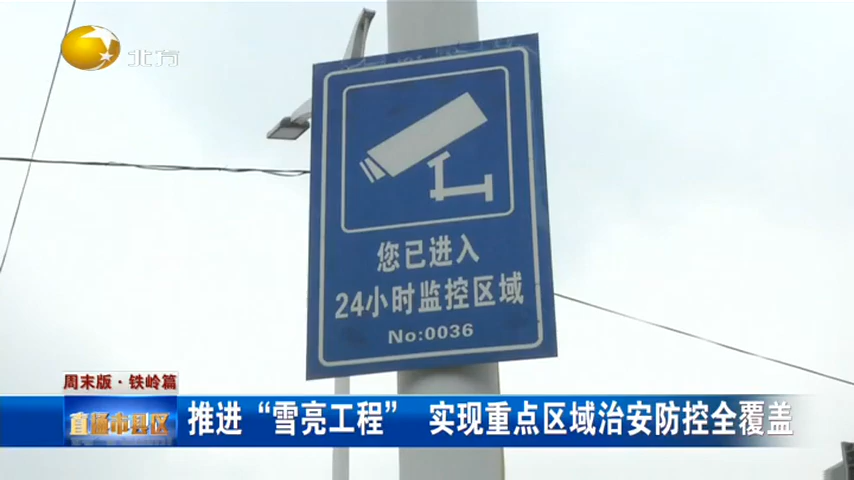 北方
您已进入
24小时监控区域
No:0036
周末版·铁岭篇
直通市县区
推进“雪亮工程” 实现重点区域治安防控全覆盖